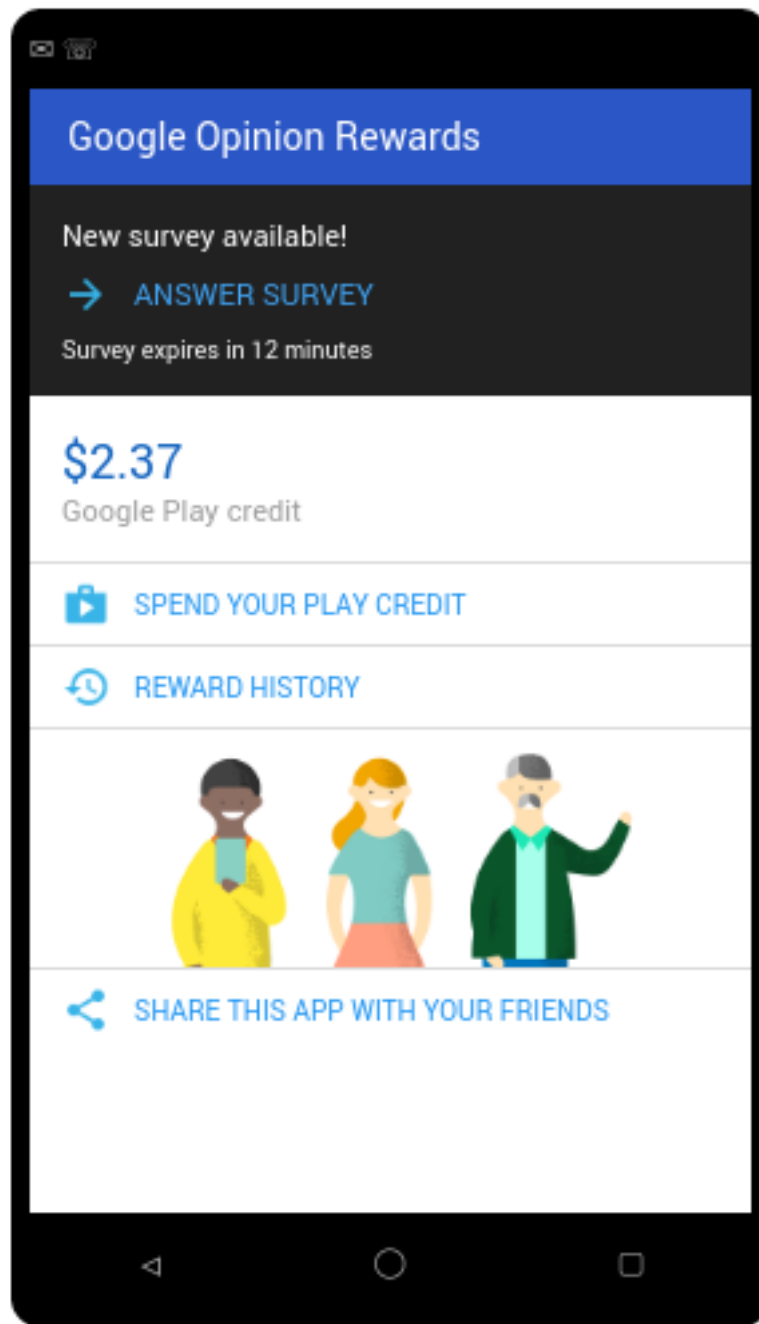 Google Opinion Rewards
New survey available!
ANSWER SURVEY
Survey expires in 12 minutes
$2.37
Google Play credit
SPEND YOUR PLAY CREDIT
REWARD HISTORY
SHARE THIS APP WITH YOUR FRIENDS